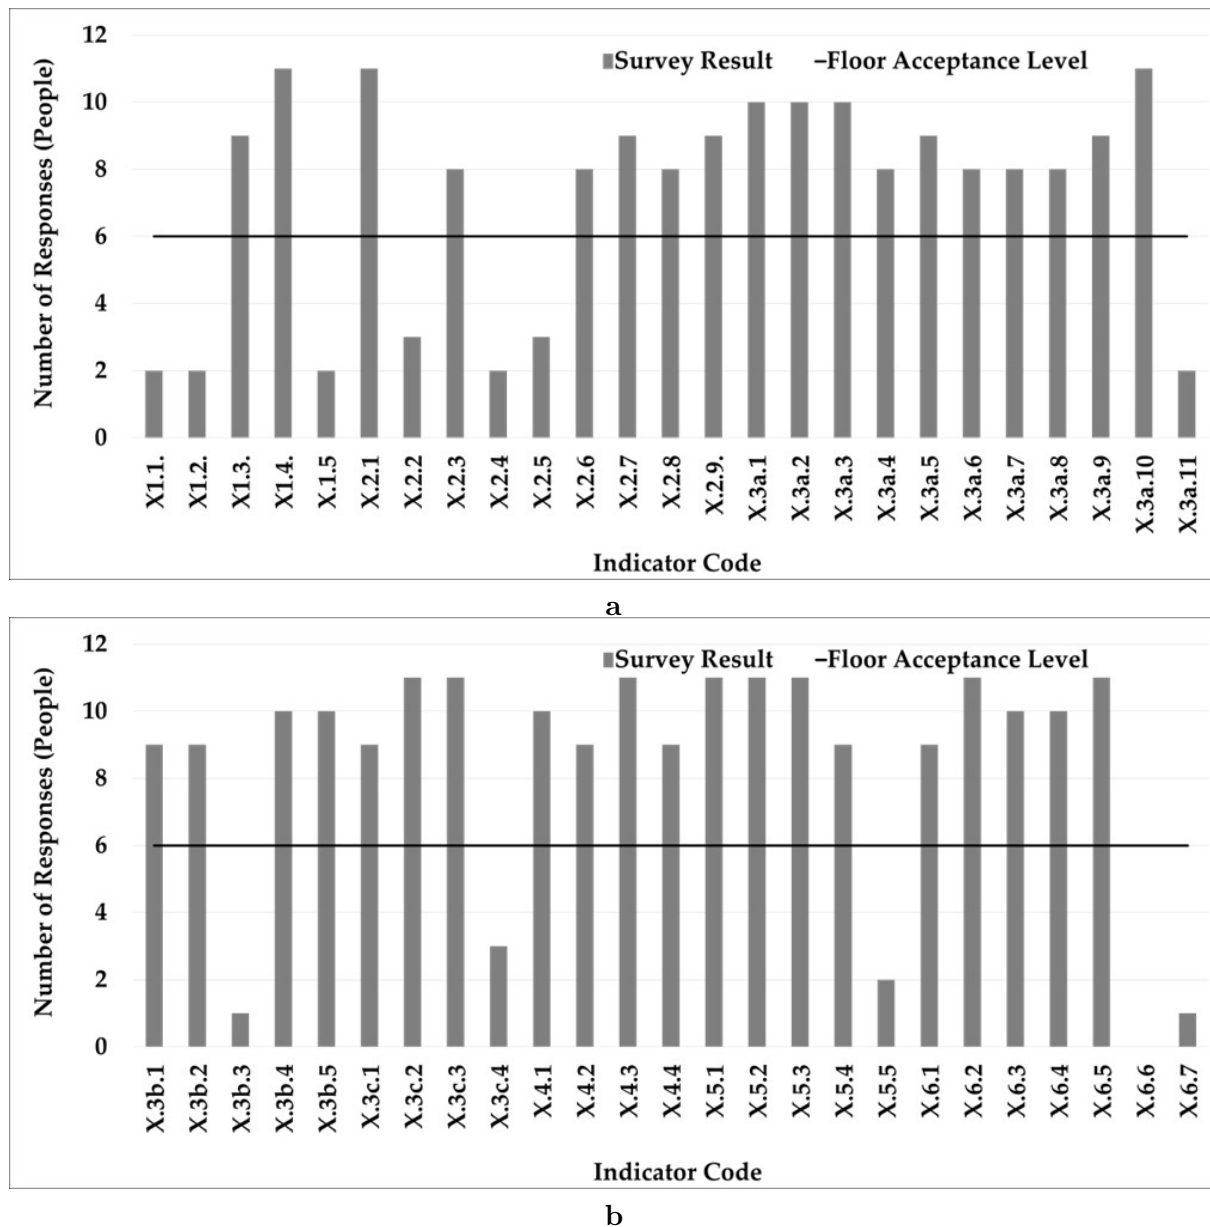 12
■Survey Result –Floor Acceptance Level
10
8
6
4
2
0
Number of Responses (People)
X1.1. X1.2. X1.3. X1.4. X.1.5 X.2.1 X.2.2 X.2.3 X.2.4 X.2.5 X.2.6 X.2.7 X.2.8 X.2.9. X.3a.1 X.3a.2 X.3a.3 X.3a.4 X.3a.5 X.3a.6 X.3a.7 X.3a.8 X.3a.9 X.3a.10 X.3a.11
Indicator Code
a
12
■Survey Result –Floor Acceptance Level
10
8
6
4
2
0
Number of Responses (People)
X.3b.1 X.3b.2 X.3b.3 X.3b.4 X.3b.5 X.3c.1 X.3c.2 X.3c.3 X.3c.4 X.4.1 X.4.2 X.4.3 X.4.4 X.5.1 X.5.2 X.5.3 X.5.4 X.5.5 X.6.1 X.6.2 X.6.3 X.6.4 X.6.5 X.6.6 X.6.7
Indicator Code
b